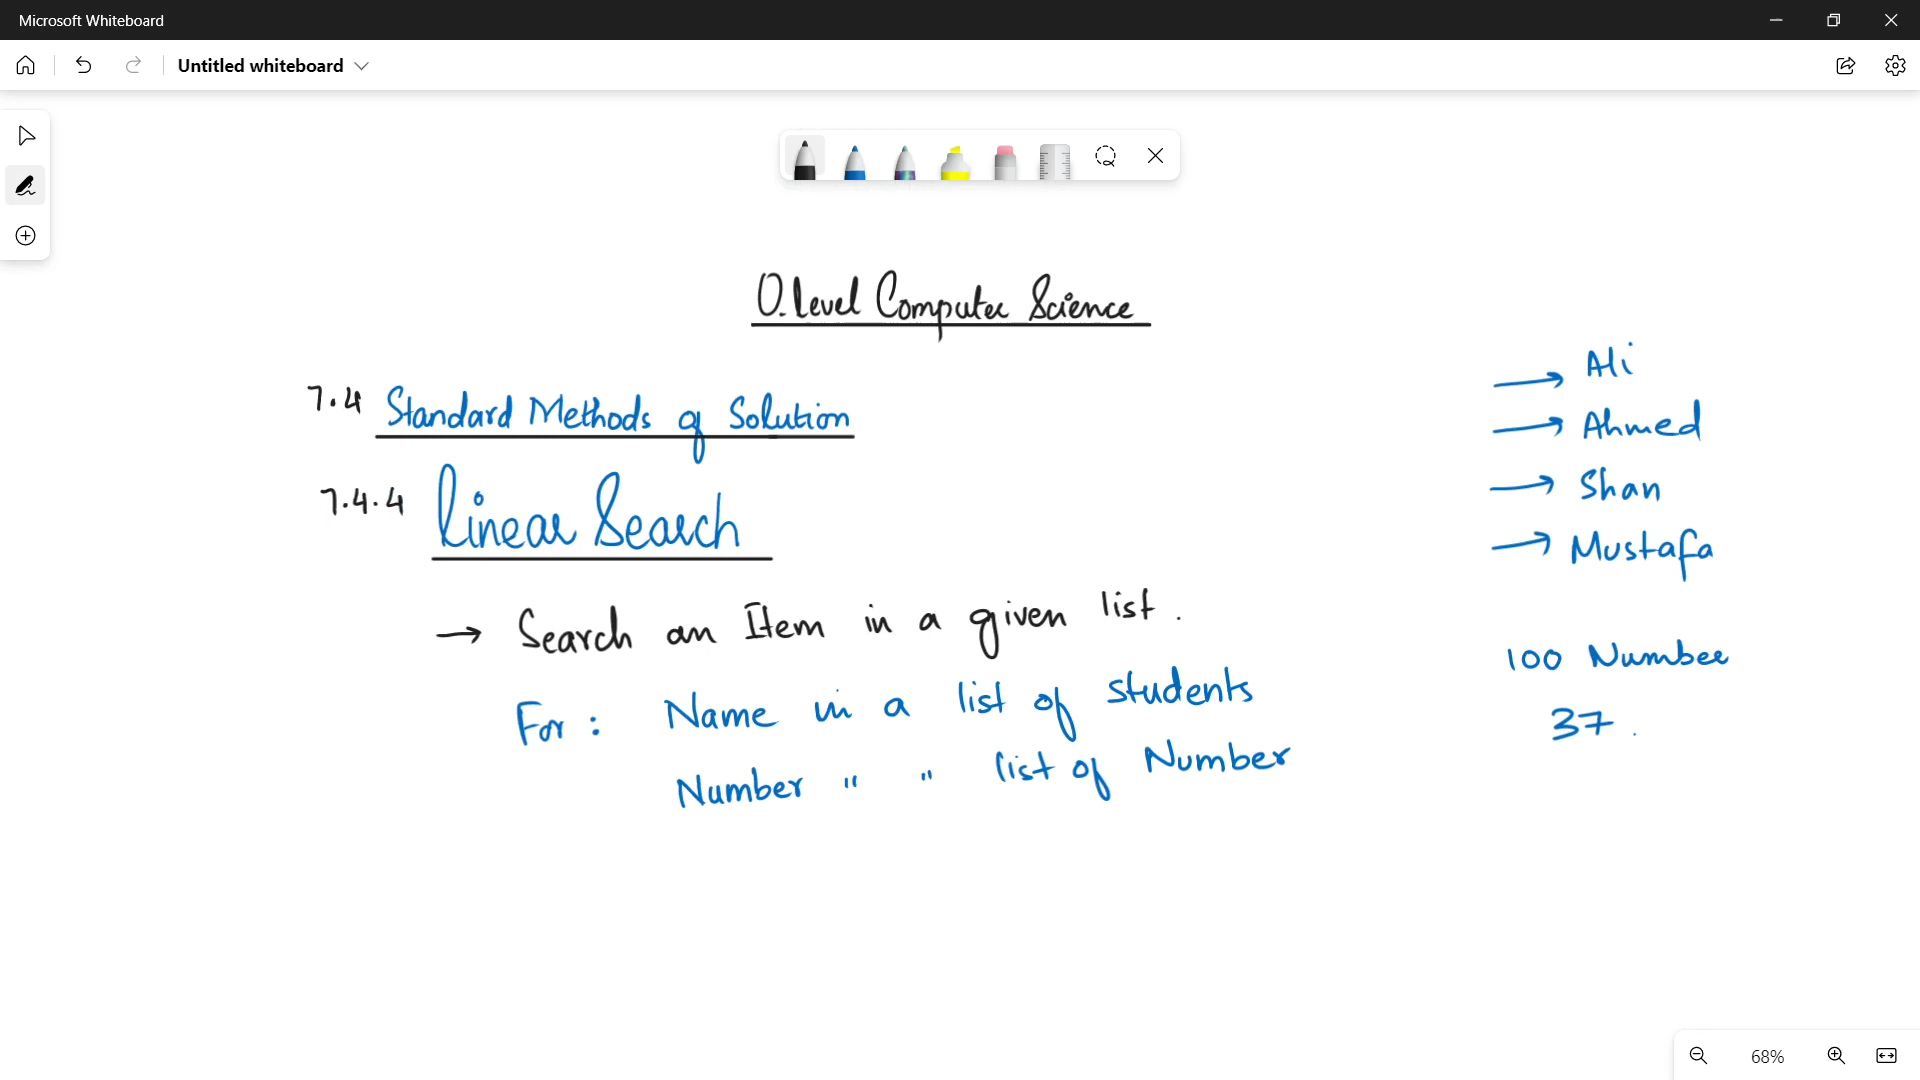 Microsoft Whiteboard
Untitled whiteboard
O.level Computer Science
7.4 Standard Methods of Solution
7.4.4 Linear Search
→ Search an Item in a given list.
For : Name in a list of students
Number " " list of Number
→ Ali
→ Ahmed
→ Shan
→ Mustafa
100 Number
37.
68%